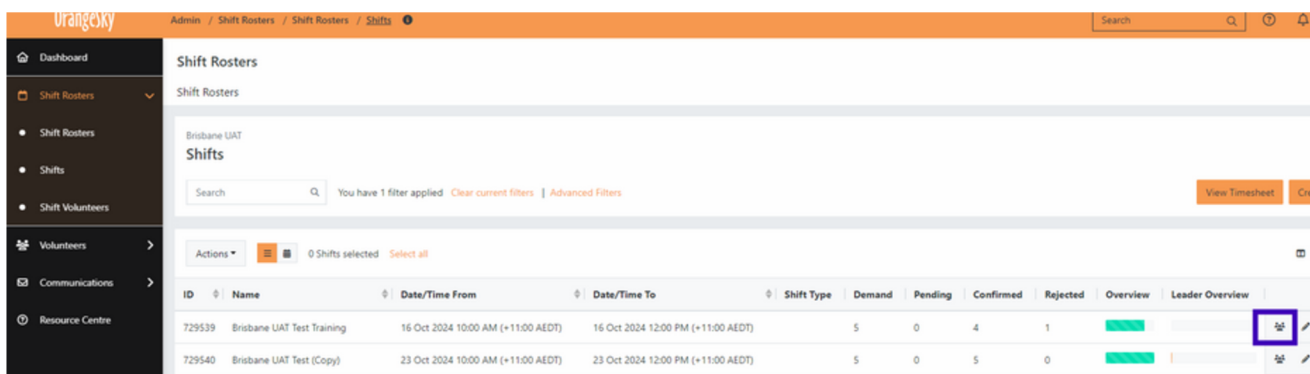 OrangeSky
Admin / Shift Rosters / Shift Rosters / Shifts
Search
Dashboard
Shift Rosters
Shift Rosters
Shifts
Shift Volunteers
Volunteers
Communications
Resource Centre
Shift Rosters
Shift Rosters
Brisbane UAT
Shifts
Search You have 1 filter applied Clear current filters | Advanced Filters
View Timesheet Cre
Actions 0 Shifts selected Select all
ID Name Date/Time From Date/Time To Shift Type Demand Pending Confirmed Rejected Overview Leader Overview
729539 Brisbane UAT Test Training 16 Oct 2024 10:00 AM (+11:00 AEDT) 16 Oct 2024 12:00 PM (+11:00 AEDT) 5 0 4 1
729540 Brisbane UAT Test (Copy) 23 Oct 2024 10:00 AM (+11:00 AEDT) 23 Oct 2024 12:00 PM (+11:00 AEDT) 5 0 5 0